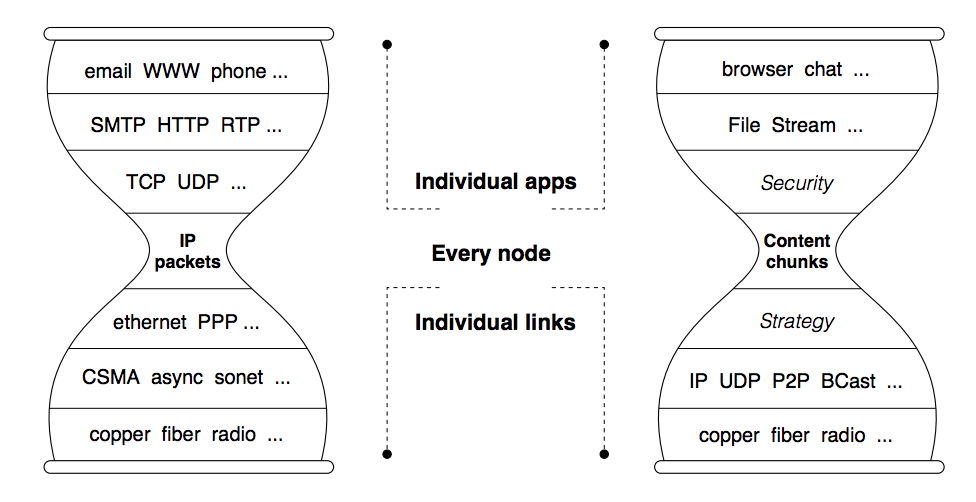 email WWW phone ...
SMTP HTTP RTP ...
TCP UDP ...
IP
packets
ethernet PPP ...
CSMA async sonet ...
copper fiber radio ...
Individual apps
Every node
Individual links
browser chat ...
File Stream ...
Security
Content
chunks
Strategy
IP UDP P2P BCast ...
copper fiber radio ...